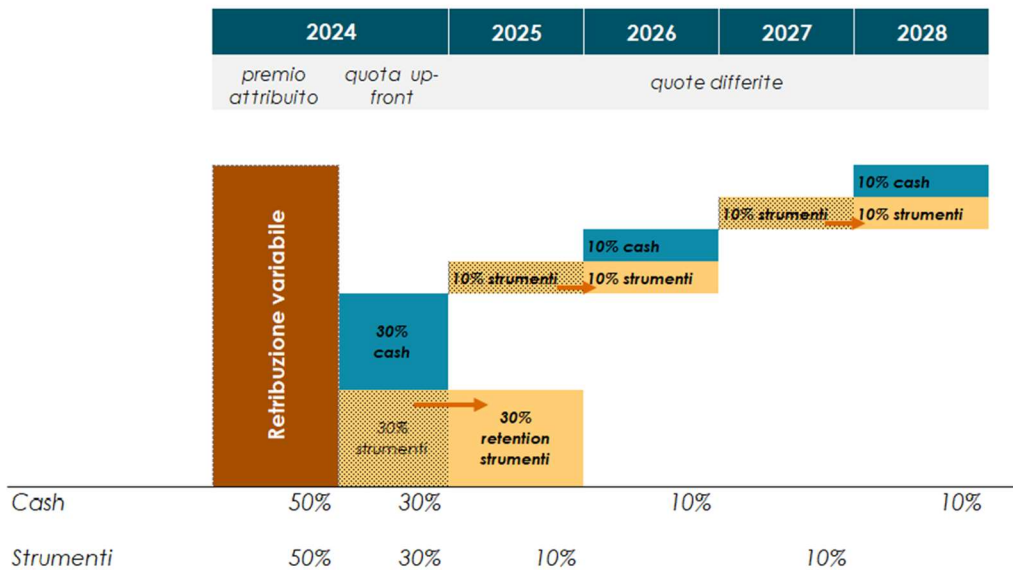 2024 2025 2026 2027 2028
premio attribuito quota up-front quote differite
10% cash
10% strumenti 10% strumenti
10% cash
10% strumenti 10% strumenti
Retribuzione variabile
30%
cash
30%
strumenti
30%
retention
strumenti
Cash 50% 30% 10% 10%
Strumenti 50% 30% 10% 10%